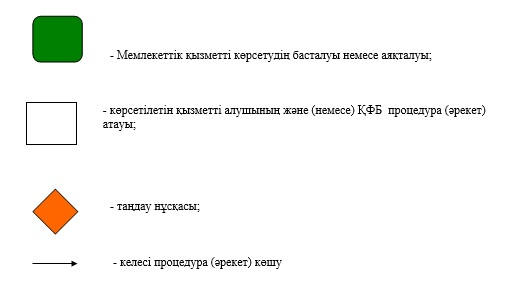 - Мемлекеттік қызметті көрсетудің басталуы немесе аяқталуы;
- көрсетілетін қызметті алушының және (немесе) ҚФБ процедура (әрекет)
атауы;
- таңдау нұсқасы;
- келесі процедура (әрекет) көшу